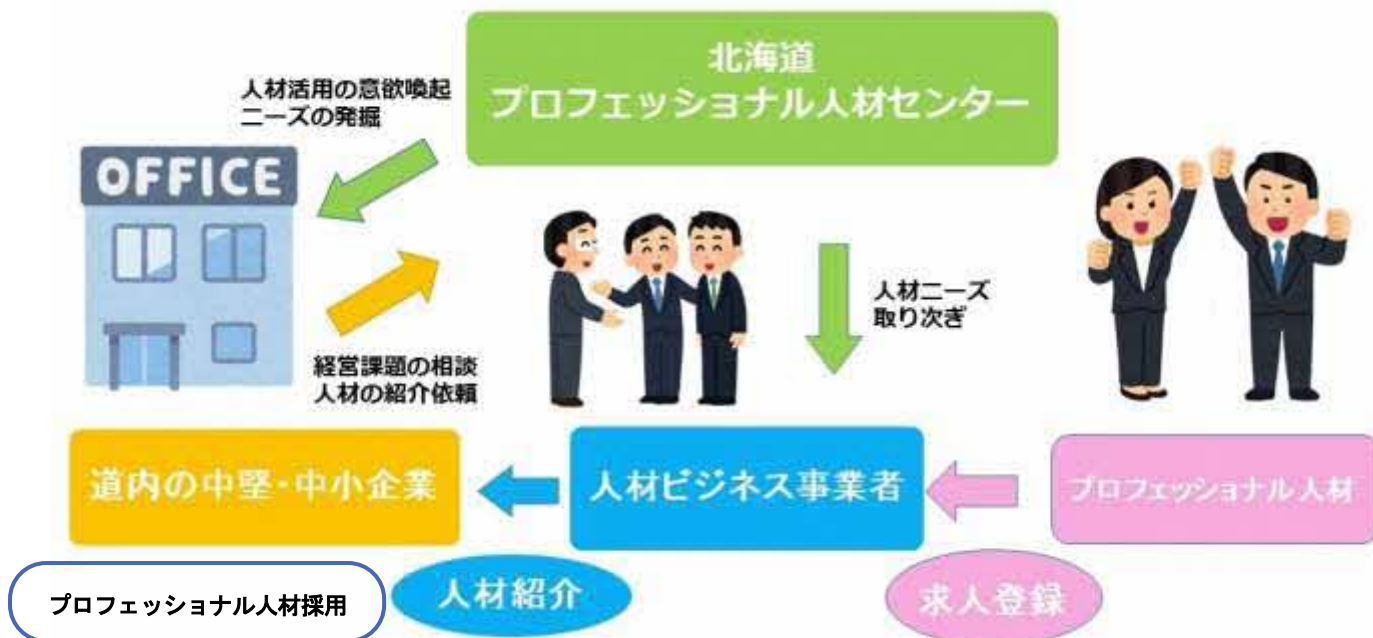 北海道
プロフェッショナル人材センター
人材活用の意欲喚起
ニーズの発掘
OFFICE
人材ニーズ
取り次ぎ
経営課題の相談
人材の紹介依頼
道内の中堅・中小企業
人材ビジネス事業者
プロフェッショナル人材
プロフェッショナル人材採用
人材紹介
求人登録